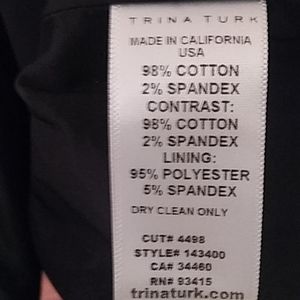 TRINA TURK
MADE IN CALIFORNIA
USA
98% COTTON
2% SPANDEX
CONTRAST:
98% COTTON
2% SPANDEX
LINING:
95% POLYESTER
5% SPANDEX
DRY CLEAN ONLY
CUT# 4498
STYLE# 143400
CA# 34460
RN# 93415
trinaturk.com